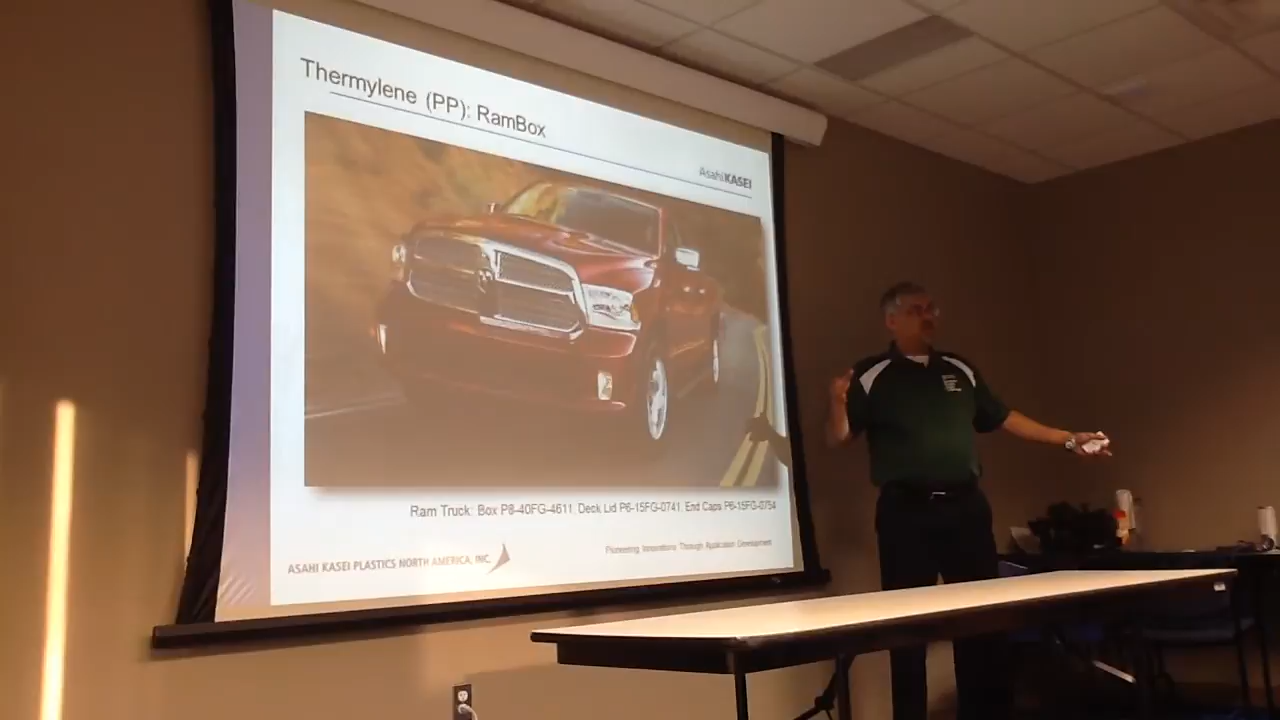 Thermylene (PP): RamBox
AsahiKASEI
Ram Truck: Box P8-40FG-4611, Deck Lid P6-15FG-0741, End Caps P6-15FG-0754
ASAHI KASEI PLASTICS NORTH AMERICA, INC.
Pioneering Innovations Through Application Development